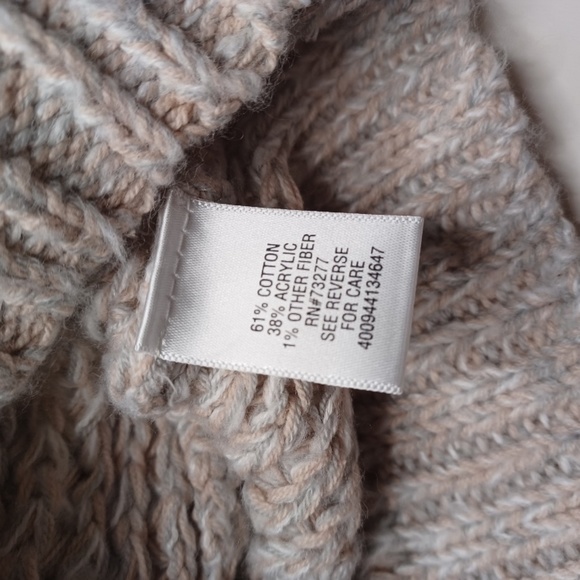 61% COTTON
38% ACRYLIC
1% OTHER FIBER
RN#73277
SEE REVERSE
FOR CARE
400944134647